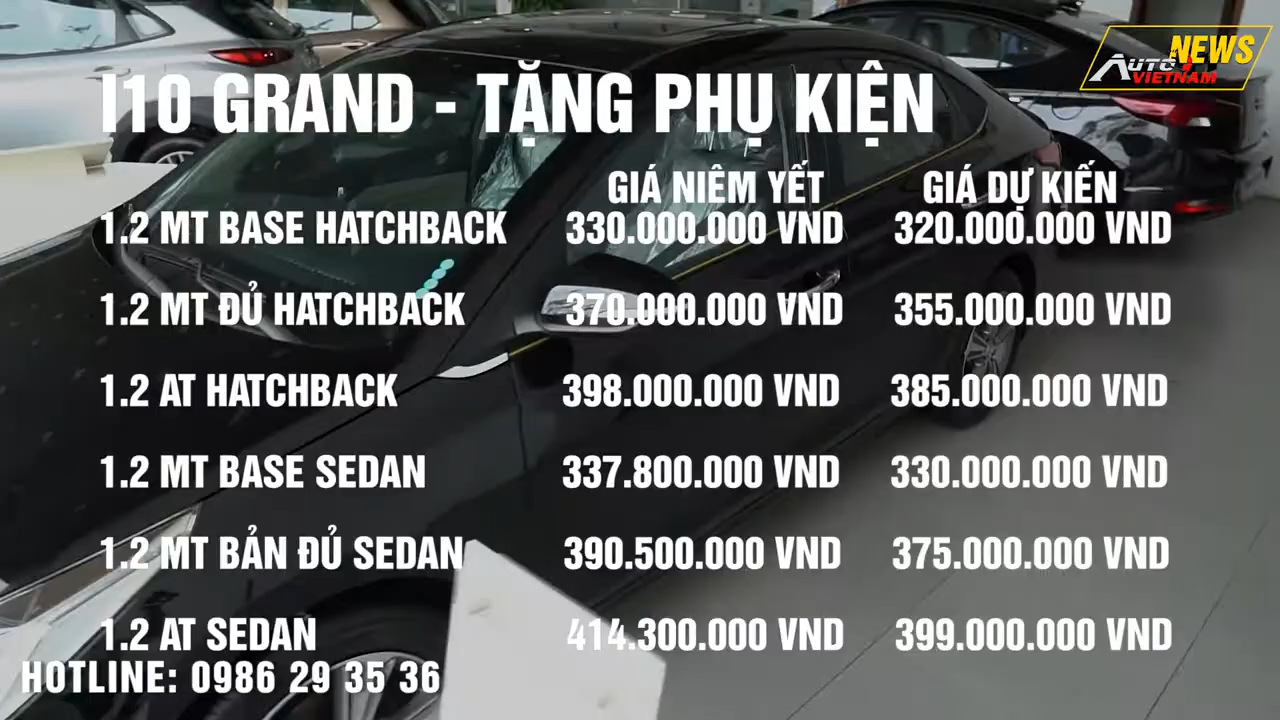 AUTO NEWS
VIETNAM
I10 GRAND - TẶNG PHỤ KIỆN
GIÁ NIÊM YẾT GIÁ DỰ KIẾN
1.2 MT BASE HATCHBACK 330.000.000 VND 320.000.000 VND
1.2 MT ĐỦ HATCHBACK 370.000.000 VND 355.000.000 VND
1.2 AT HATCHBACK 398.000.000 VND 385.000.000 VND
1.2 MT BASE SEDAN 337.800.000 VND 330.000.000 VND
1.2 MT BẢN ĐỦ SEDAN 390.500.000 VND 375.000.000 VND
1.2 AT SEDAN 414.300.000 VND 399.000.000 VND
HOTLINE: 0986 29 35 36